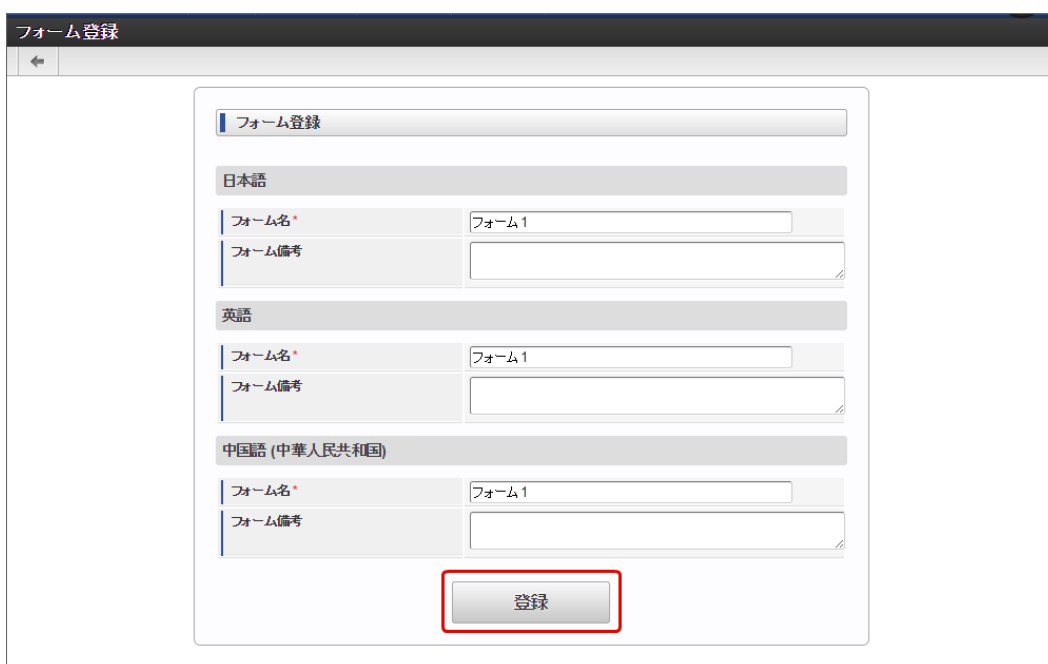 フォーム登録
フォーム登録
日本語
フォーム名* フォーム1
フォーム備考
英語
フォーム名* フォーム1
フォーム備考
中国語 (中華人民共和国)
フォーム名* フォーム1
フォーム備考
登録